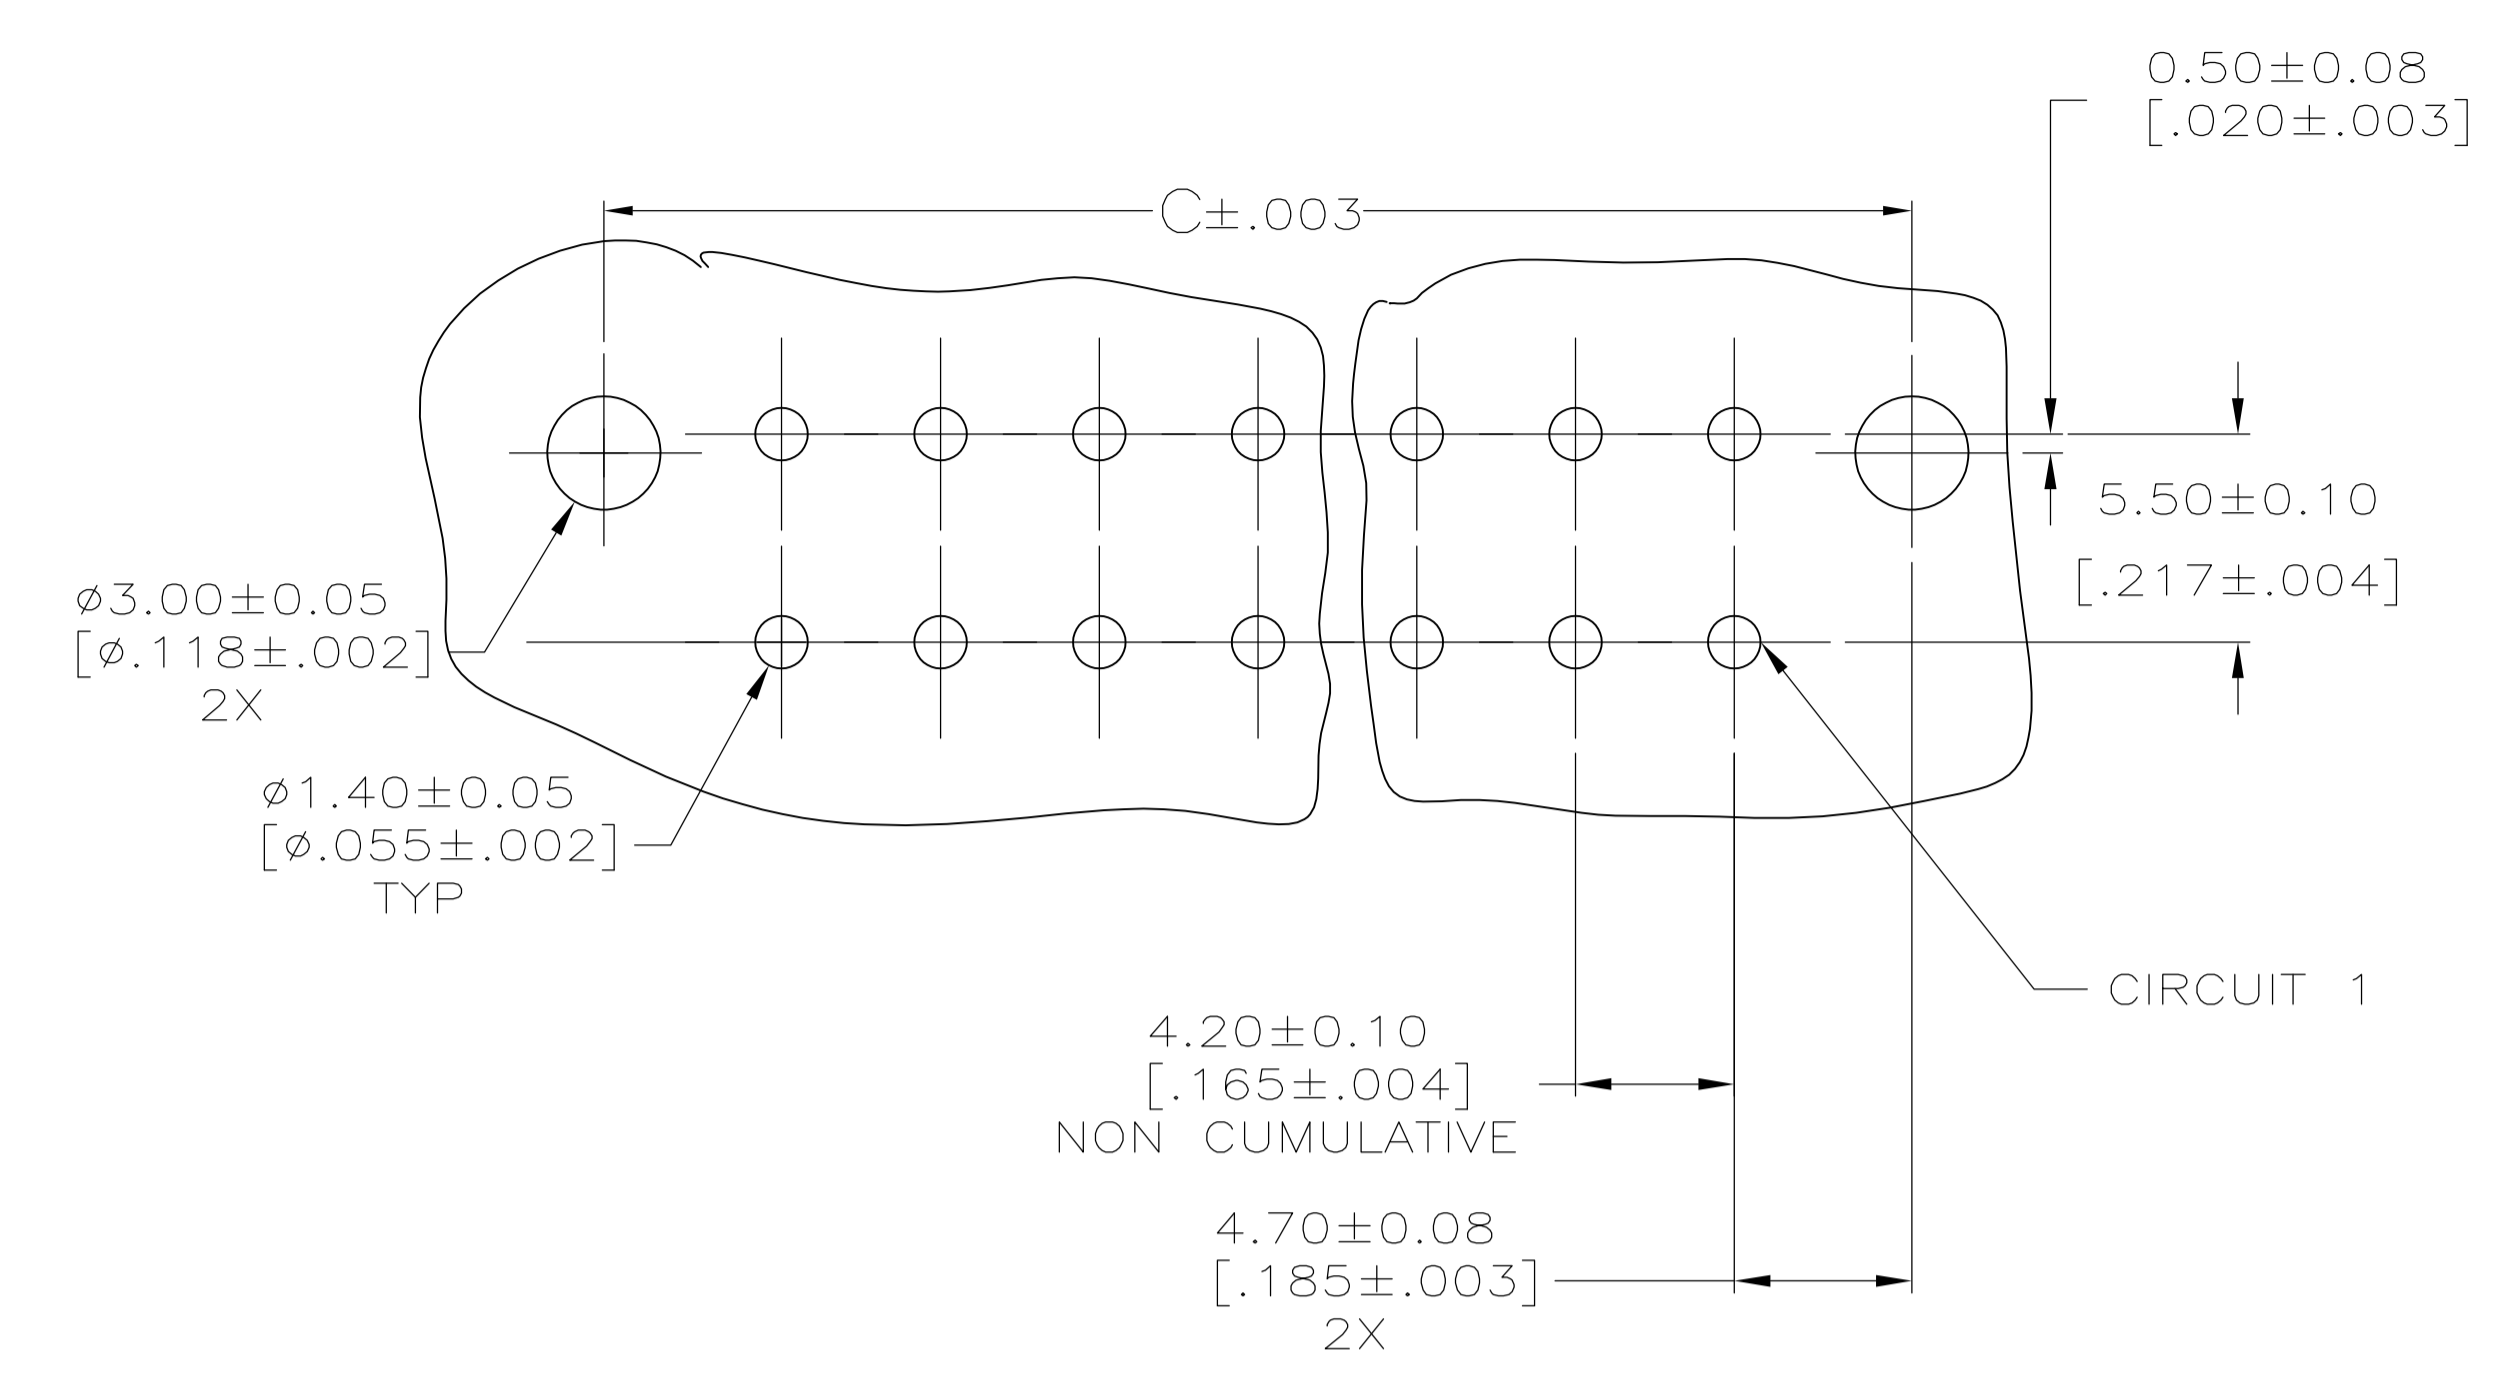 0.50±0.08
[.020±.003]
C±.003
5.50±0.10
[.217±.004]
⌀3.00±0.05
[⌀.118±.002]
2X
⌀1.40±0.05
[⌀.055±.002]
TYP
CIRCUIT 1
4.20±0.10
[.165±.004]
NON CUMULATIVE
4.70±0.08
[.185±.003]
2X